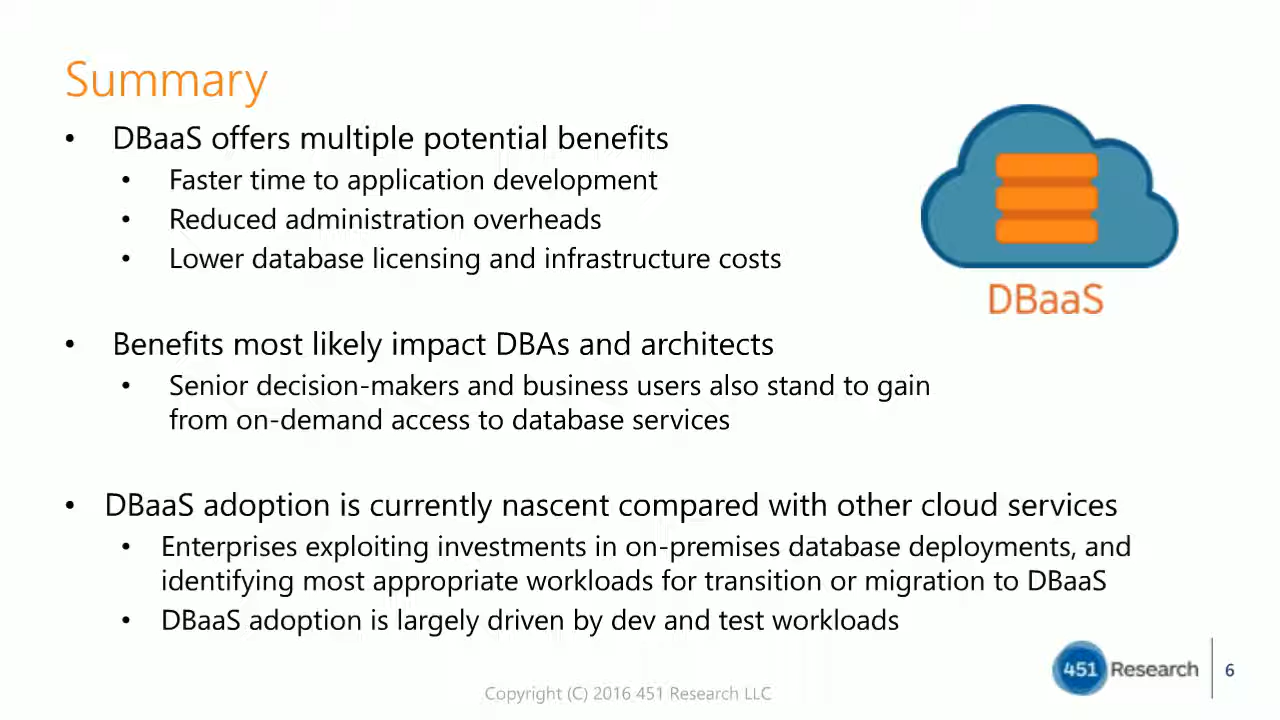 Summary
• DBaaS offers multiple potential benefits
• Faster time to application development
• Reduced administration overheads
• Lower database licensing and infrastructure costs
DBaaS
• Benefits most likely impact DBAs and architects
• Senior decision-makers and business users also stand to gain
from on-demand access to database services
• DBaaS adoption is currently nascent compared with other cloud services
• Enterprises exploiting investments in on-premises database deployments, and
identifying most appropriate workloads for transition or migration to DBaaS
• DBaaS adoption is largely driven by dev and test workloads
451 Research
6
Copyright (C) 2016 451 Research LLC